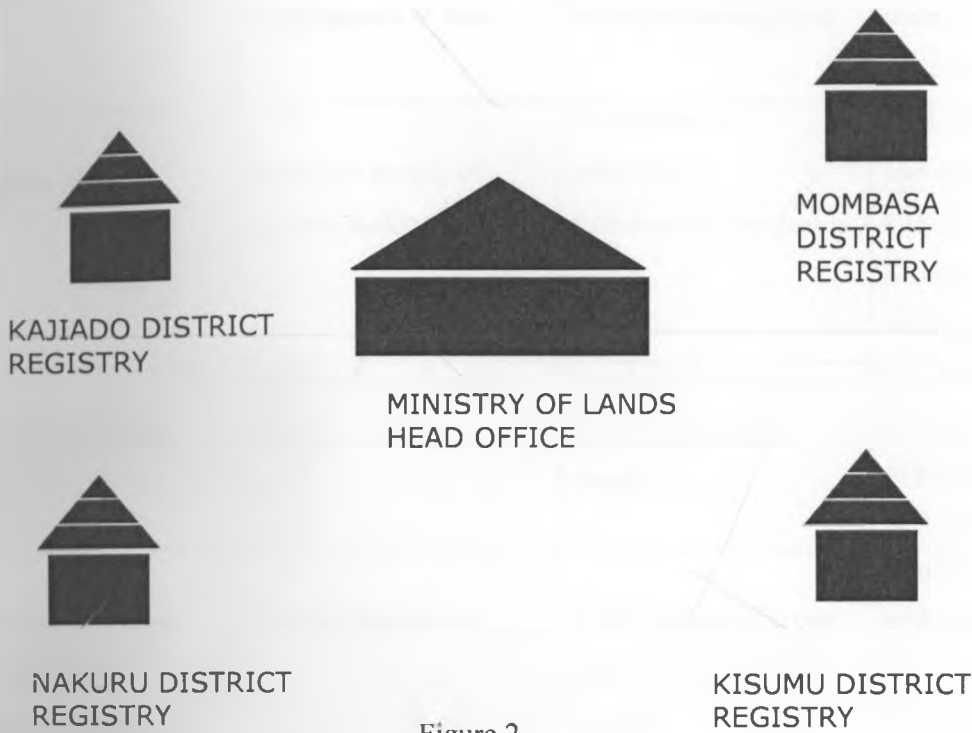 MOMBASA
DISTRICT
REGISTRY
KAJIADO DISTRICT
REGISTRY
MINISTRY OF LANDS
HEAD OFFICE
NAKURU DISTRICT
REGISTRY
KISUMU DISTRICT
REGISTRY
Figure 2